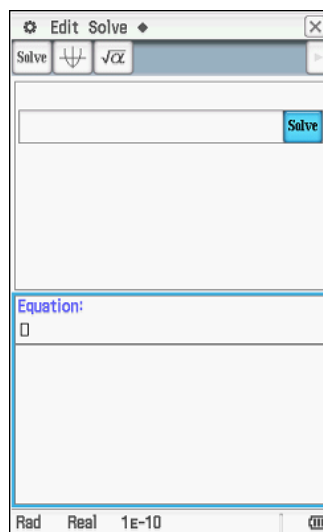 Edit Solve
Solve √α
Solve
Equation:
Rad Real 1E-10